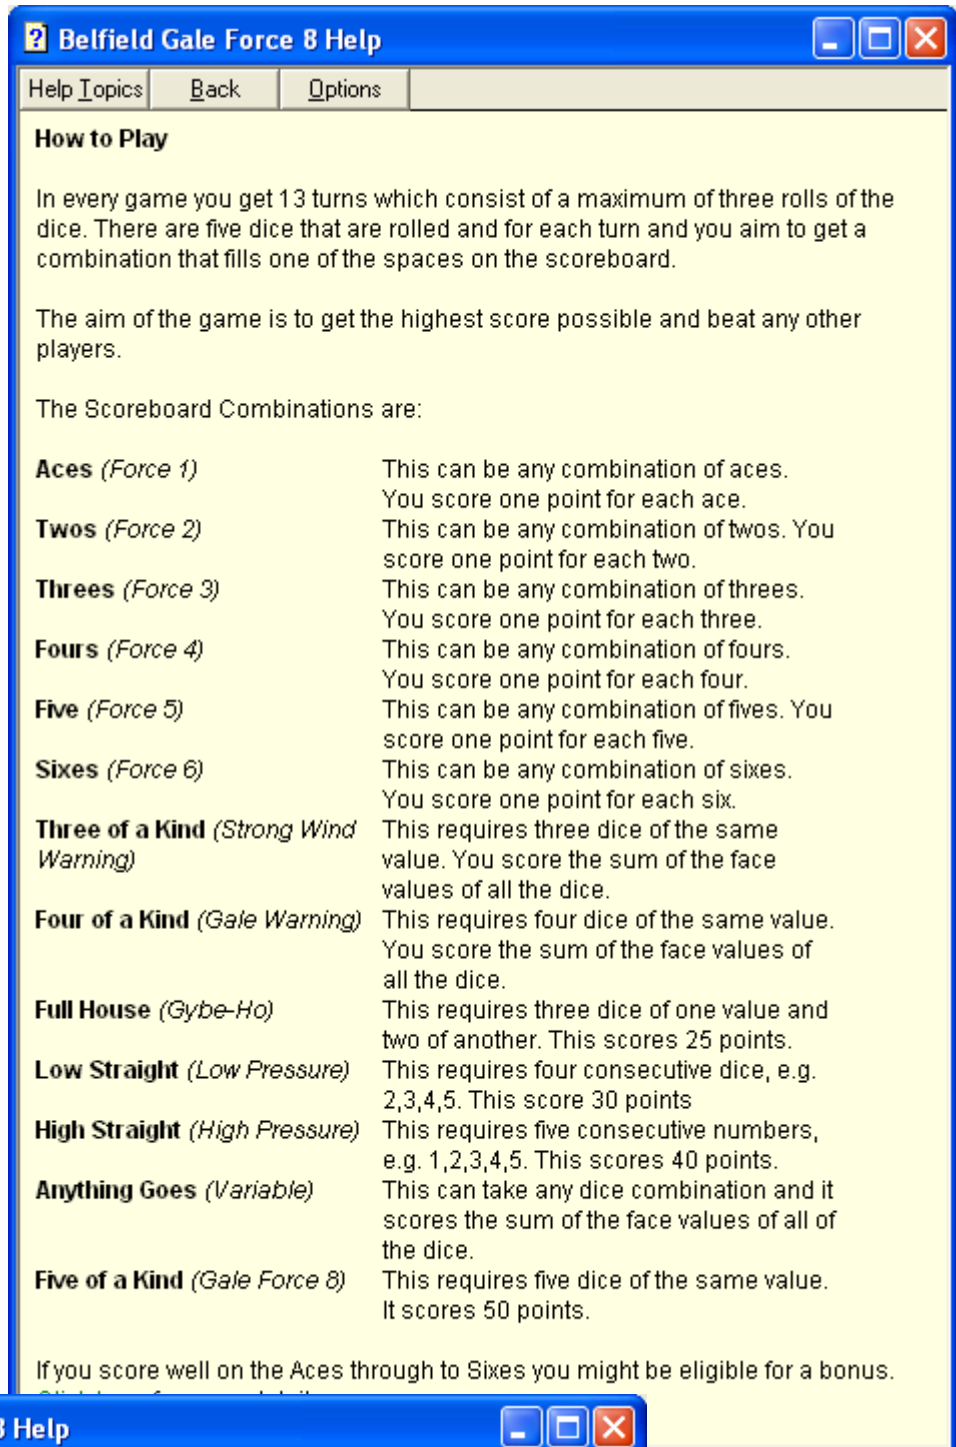 Belfield Gale Force 8 Help
Help Topics Back Options
How to Play
In every game you get 13 turns which consist of a maximum of three rolls of the
dice. There are five dice that are rolled and for each turn and you aim to get a
combination that fills one of the spaces on the scoreboard.
The aim of the game is to get the highest score possible and beat any other
players.
The Scoreboard Combinations are:
Aces (Force 1) This can be any combination of aces.
You score one point for each ace.
Twos (Force 2) This can be any combination of twos. You
score one point for each two.
Threes (Force 3) This can be any combination of threes.
You score one point for each three.
Fours (Force 4) This can be any combination of fours.
You score one point for each four.
Five (Force 5) This can be any combination of fives. You
score one point for each five.
Sixes (Force 6) This can be any combination of sixes.
You score one point for each six.
Three of a Kind (Strong Wind This requires three dice of the same
Warning) value. You score the sum of the face
values of all the dice.
Four of a Kind (Gale Warning) This requires four dice of the same value.
You score the sum of the face values of
all the dice.
Full House (Gybe-Ho) This requires three dice of one value and
two of another. This scores 25 points.
Low Straight (Low Pressure) This requires four consecutive dice, e.g.
2,3,4,5. This score 30 points
High Straight (High Pressure) This requires five consecutive numbers,
e.g. 1,2,3,4,5. This scores 40 points.
Anything Goes (Variable) This can take any dice combination and it
scores the sum of the face values of all of
the dice.
Five of a Kind (Gale Force 8) This requires five dice of the same value.
It scores 50 points.
If you score well on the Aces through to Sixes you might be eligible for a bonus.
8 Help